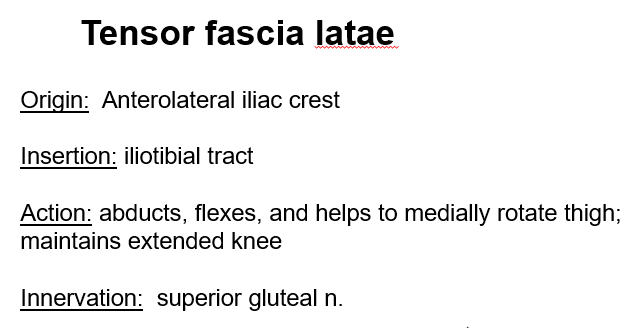 Tensor fascia latae
Origin: Anterolateral iliac crest
Insertion: iliotibial tract
Action: abducts, flexes, and helps to medially rotate thigh;
maintains extended knee
Innervation: superior gluteal n.